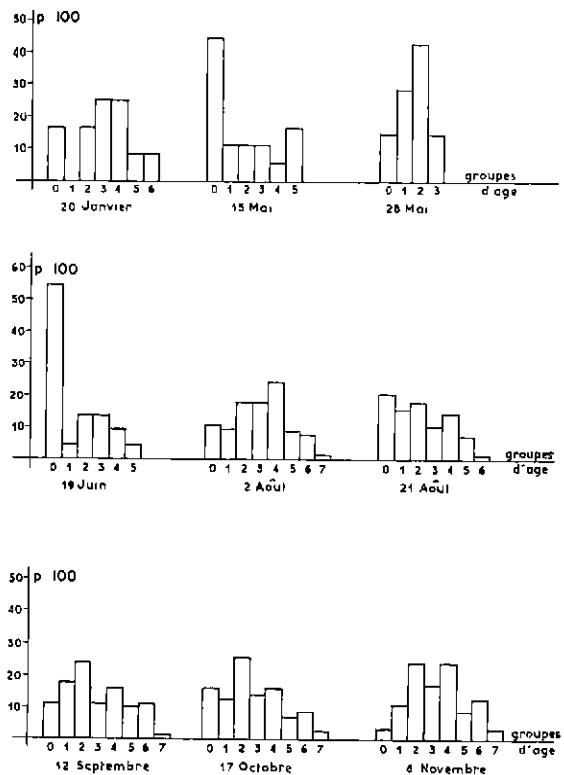 50 p 100
40
30
20
10
0 1 2 3 4 5 6
0 1 2 3 4 5
0 1 2 3
groupes
d'age
20 Janvier
15 Mai
28 Mai
60 p 100
50
40
30
20
10
0 1 2 3 4 5
0 1 2 3 4 5 6 7
0 1 2 3 4 5 6
groupes
d'age
19 Juin
2 Août
21 Août
50 p 100
40
30
20
10
0 1 2 3 4 5 6 7
0 1 2 3 4 5 6 7
0 1 2 3 4 5 6 7
groupes
d'age
12 Septembre
17 Octobre
Novembre